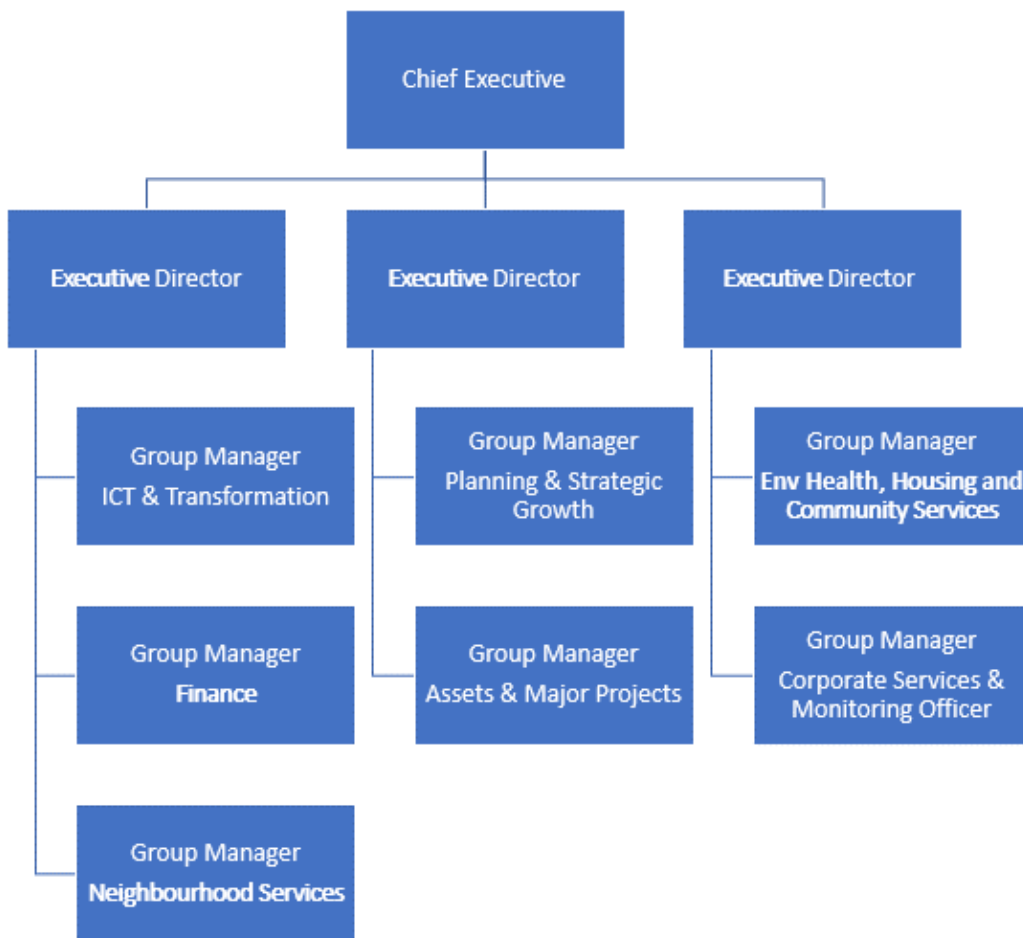 Chief Executive
Executive Director
Executive Director
Executive Director
Group Manager
ICT & Transformation
Group Manager
Finance
Group Manager
Neighbourhood Services
Group Manager
Planning & Strategic
Growth
Group Manager
Assets & Major Projects
Group Manager
Env Health, Housing and
Community Services
Group Manager
Corporate Services &
Monitoring Officer